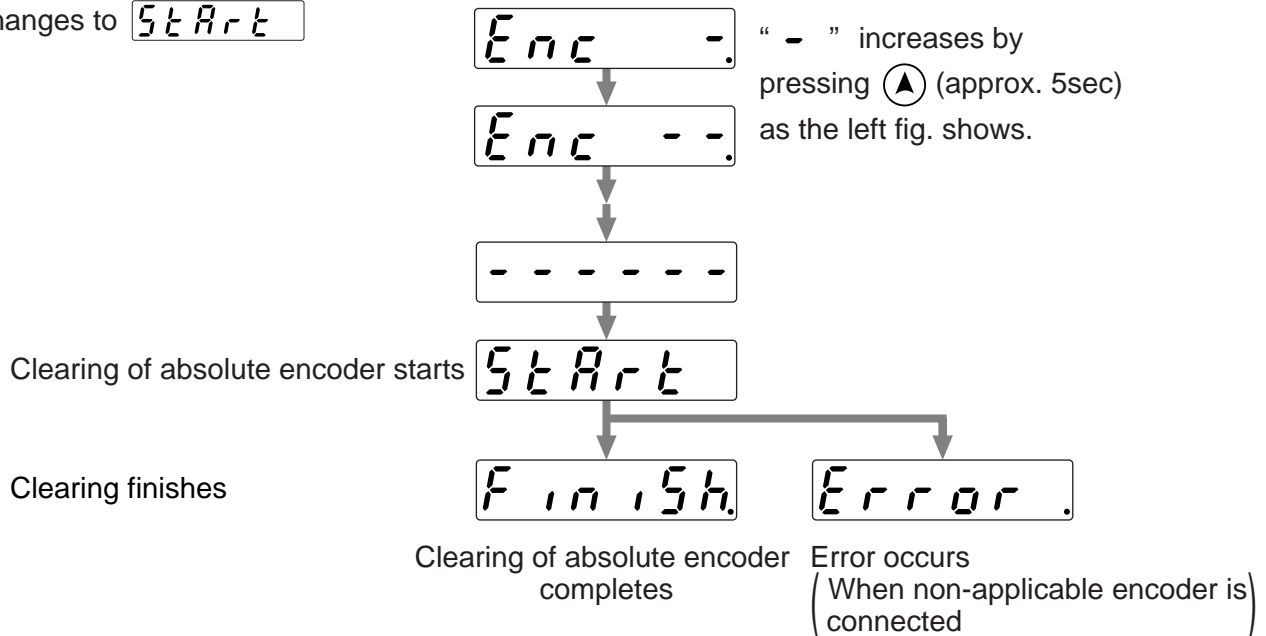 hanges to StArt
Enc -.
“ - ” increases by
pressing (approx. 5sec)
as the left fig. shows.
Enc --.
------
Clearing of absolute encoder starts StArt
Clearing finishes
FiniSh.
Error .
Clearing of absolute encoder
completes
Error occurs
(When non-applicable encoder is
connected)